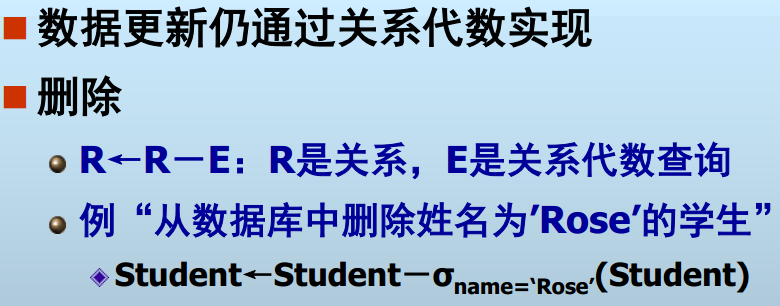 数据更新仍通过关系代数实现
删除
R←R－E：R是关系，E是关系代数查询
例“从数据库中删除姓名为’Rose’的学生”
Student←Student－σname=‘Rose’(Student)